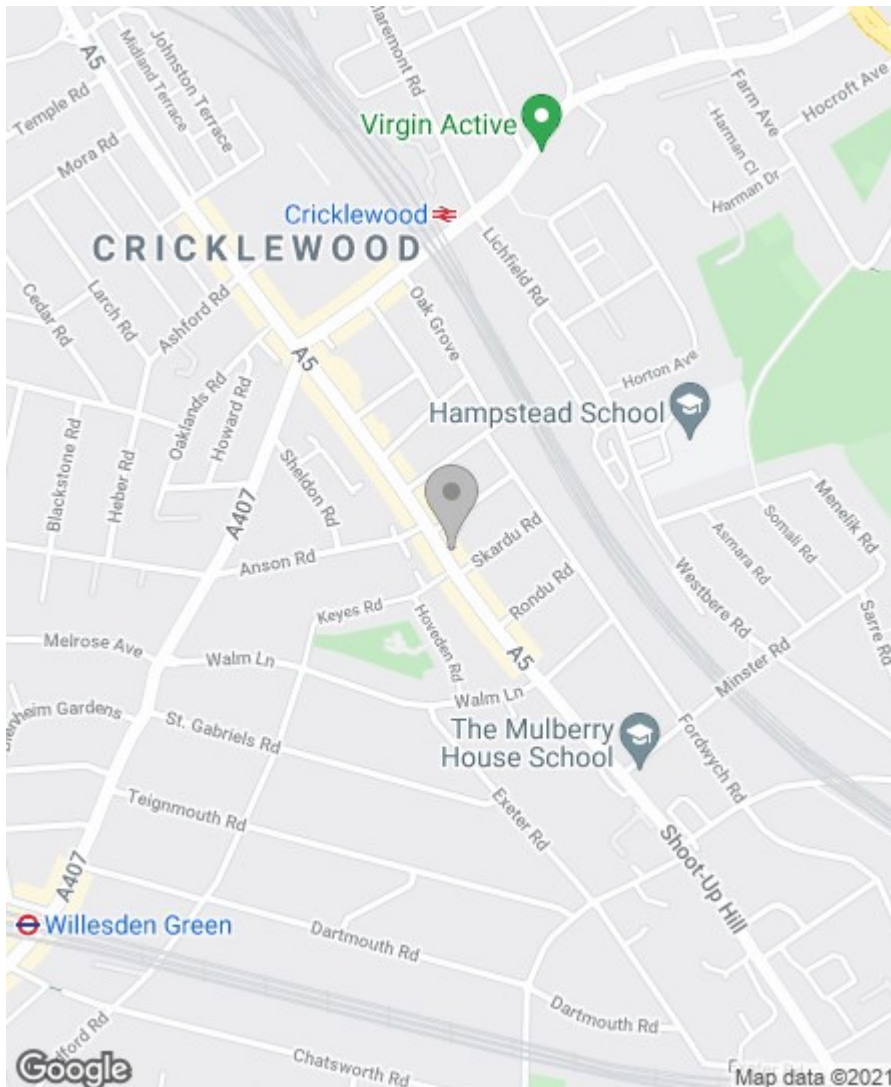 A5
Johnston Terrace
Midland Terrace
Temple Rd
Mora Rd
Virgin Active
Farm Ave
Hocroft Ave
Harman Cl
Harman Dr
Cricklewood
CRICKLEWOOD
Lichfield Rd
Cedar Rd
Larch Rd
Ashford Rd
Oak Grove
A5
Horton Ave
Oaklands Rd
Howard Rd
Hampstead School
Blackstone Rd
Heber Rd
Sheldon Rd
A407
Menelik Rd
Somali Rd
Asmara Rd
Skardu Rd
Anson Rd
Rondu Rd
Westbere Rd
Keyes Rd
Hoveden Rd
Sarre Rd
Melrose Ave
Walm Ln
A5
Minster Rd
Walm Ln
Gardens
St. Gabriels Rd
The Mulberry
House School
Fordwych Rd
Teignmouth Rd
Exeter Rd
A407
Shoot-Up Hill
Willesden Green
Dartmouth Rd
Dartmouth Rd
Chatsworth Rd
Google
Map data ©2021